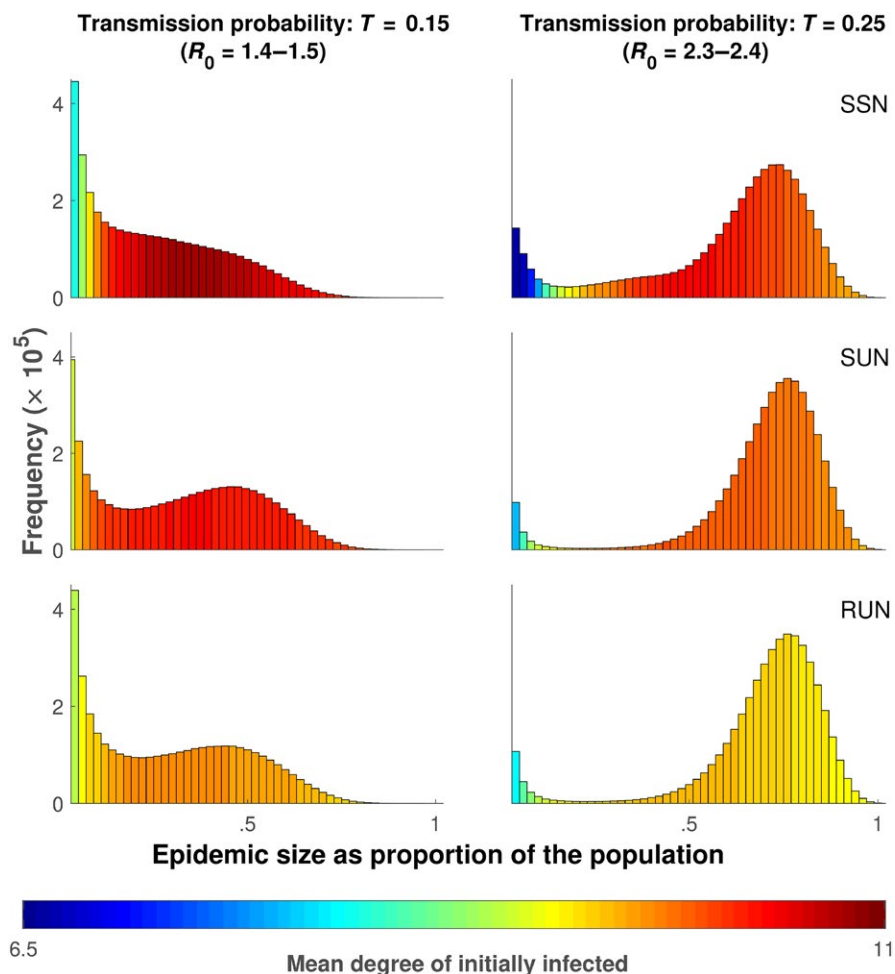 Transmission probability: T = 0.15
(R0 = 1.4–1.5)
Transmission probability: T = 0.25
(R0 = 2.3–2.4)
SSN
4
2
0
SUN
4
2
0
RUN
4
2
0
Frequency (× 10^5)
.5
1
.5
1
Epidemic size as proportion of the population
6.5
11
Mean degree of initially infected